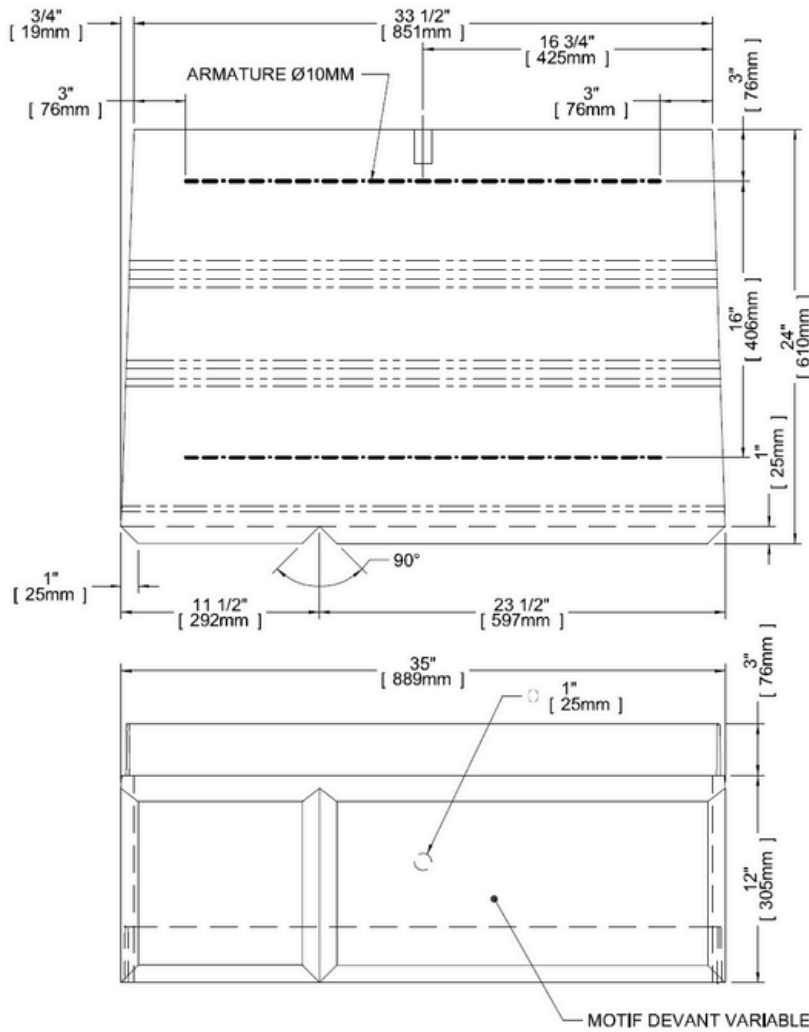 3/4"
[ 19mm ]
33 1/2"
[ 851mm ]
16 3/4"
[ 425mm ]
ARMATURE Ø10MM
3"
[ 76mm ]
3"
[ 76mm ]
3"
[ 76mm ]
16"
[ 406mm ]
24"
[ 610mm ]
1"
[ 25mm ]
90°
1"
[ 25mm ]
11 1/2"
[ 292mm ]
23 1/2"
[ 597mm ]
35"
[ 889mm ]
3"
[ 76mm ]
1"
[ 25mm ]
12"
[ 305mm ]
MOTIF DEVANT VARIABLE